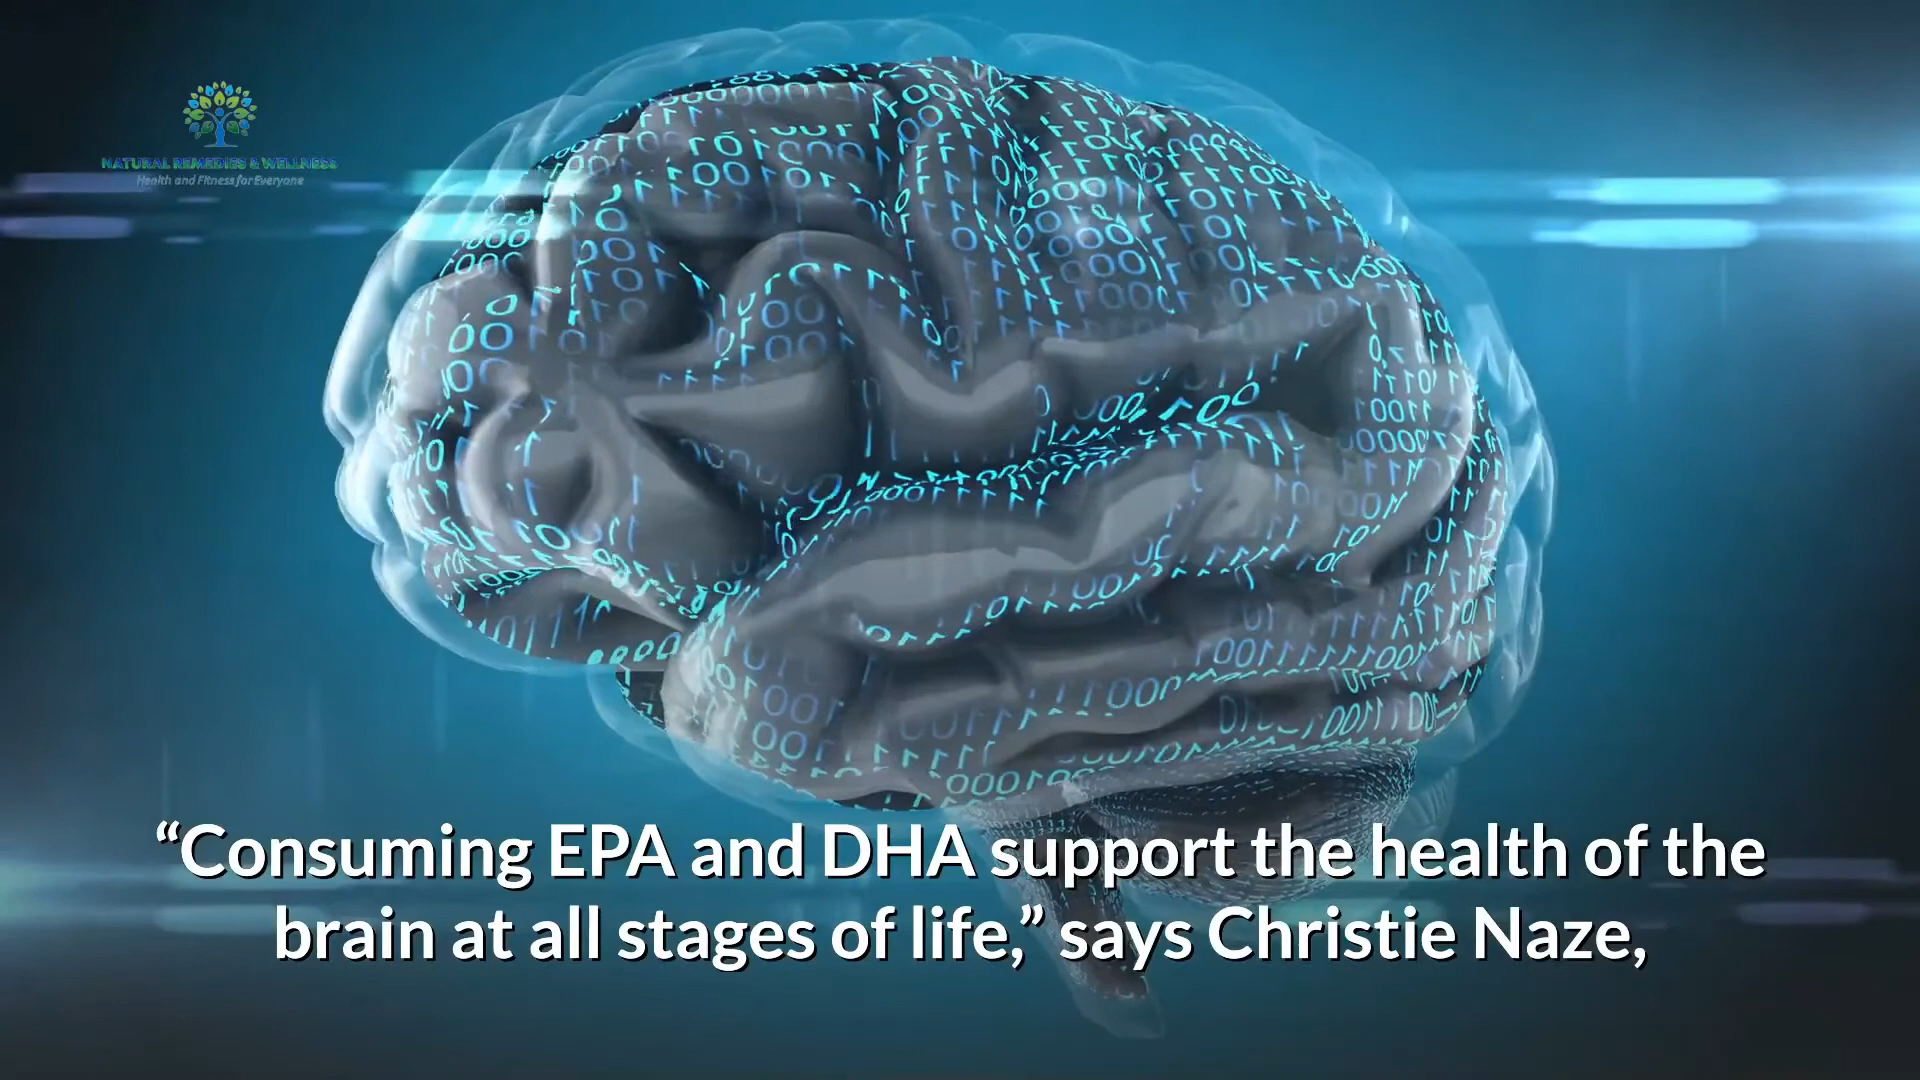 NATURAL REMEDIES & WELLNESS
Health and Fitness for Everyone
“Consuming EPA and DHA support the health of the
brain at all stages of life,” says Christie Naze,